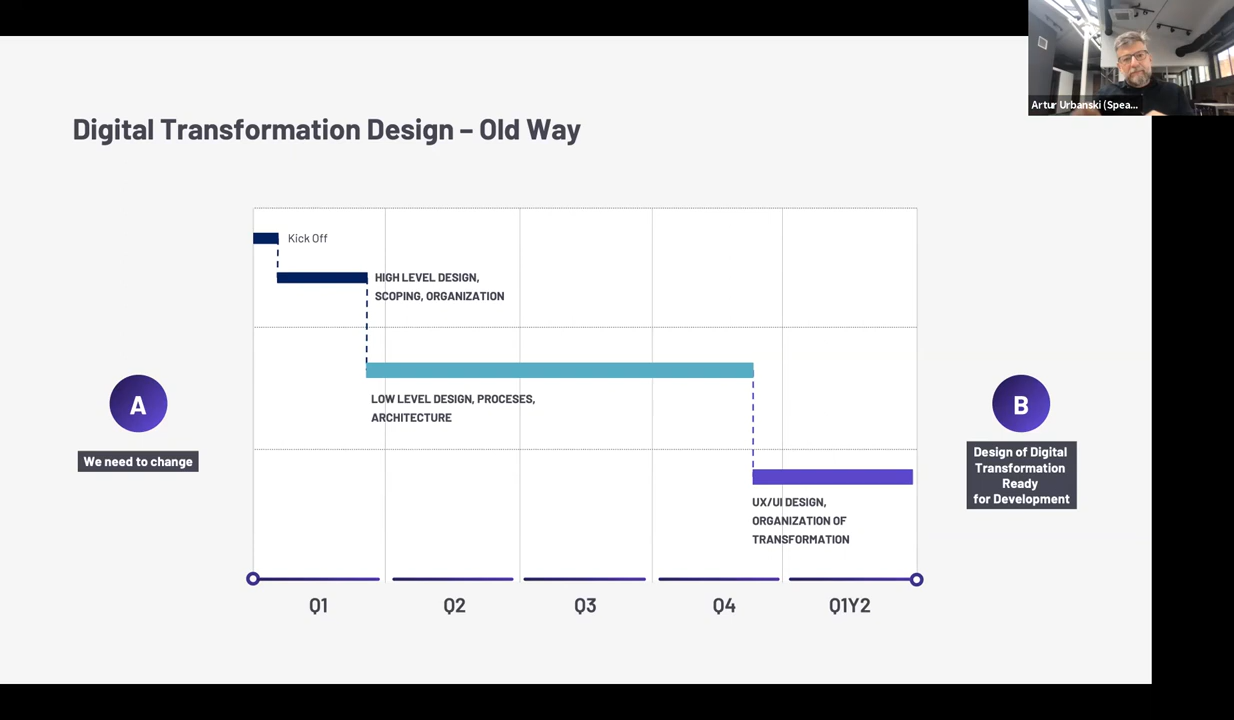 Artur Urbanski (Spea...
Digital Transformation Design – Old Way
Kick Off
HIGH LEVEL DESIGN,
SCOPING, ORGANIZATION
LOW LEVEL DESIGN, PROCESES,
ARCHITECTURE
A
We need to change
B
Design of Digital
Transformation
Ready
for Development
UX/UI DESIGN,
ORGANIZATION OF
TRANSFORMATION
Q1 Q2 Q3 Q4 Q1Y2